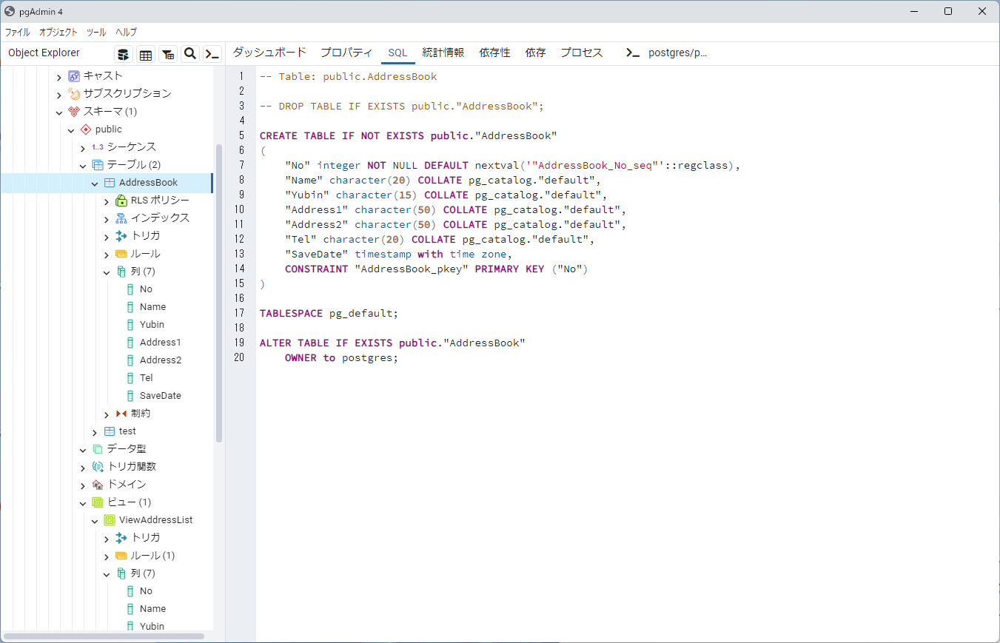 pgAdmin 4
ファイル オブジェクト ツール ヘルプ
Object Explorer
ダッシュボード プロパティ SQL 統計情報 依存性 依存 プロセス postgres/p...
キャスト
サブスクリプション
スキーマ (1)
public
1..3 シーケンス
テーブル (2)
AddressBook
RLS ポリシー
インデックス
トリガ
ルール
列 (7)
No
Name
Yubin
Address1
Address2
Tel
SaveDate
制約
test
データ型
トリガ関数
ドメイン
ビュー (1)
ViewAddressList
トリガ
ルール (1)
列 (7)
No
Name
Yubin
1 -- Table: public.AddressBook
2
3 -- DROP TABLE IF EXISTS public."AddressBook";
4
5 CREATE TABLE IF NOT EXISTS public."AddressBook"
6 (
7 "No" integer NOT NULL DEFAULT nextval('"AddressBook_No_seq"'::regclass),
8 "Name" character(20) COLLATE pg_catalog."default",
9 "Yubin" character(15) COLLATE pg_catalog."default",
10 "Address1" character(50) COLLATE pg_catalog."default",
11 "Address2" character(50) COLLATE pg_catalog."default",
12 "Tel" character(20) COLLATE pg_catalog."default",
13 "SaveDate" timestamp with time zone,
14 CONSTRAINT "AddressBook_pkey" PRIMARY KEY ("No")
15 )
16
17 TABLESPACE pg_default;
18
19 ALTER TABLE IF EXISTS public."AddressBook"
20 OWNER to postgres;